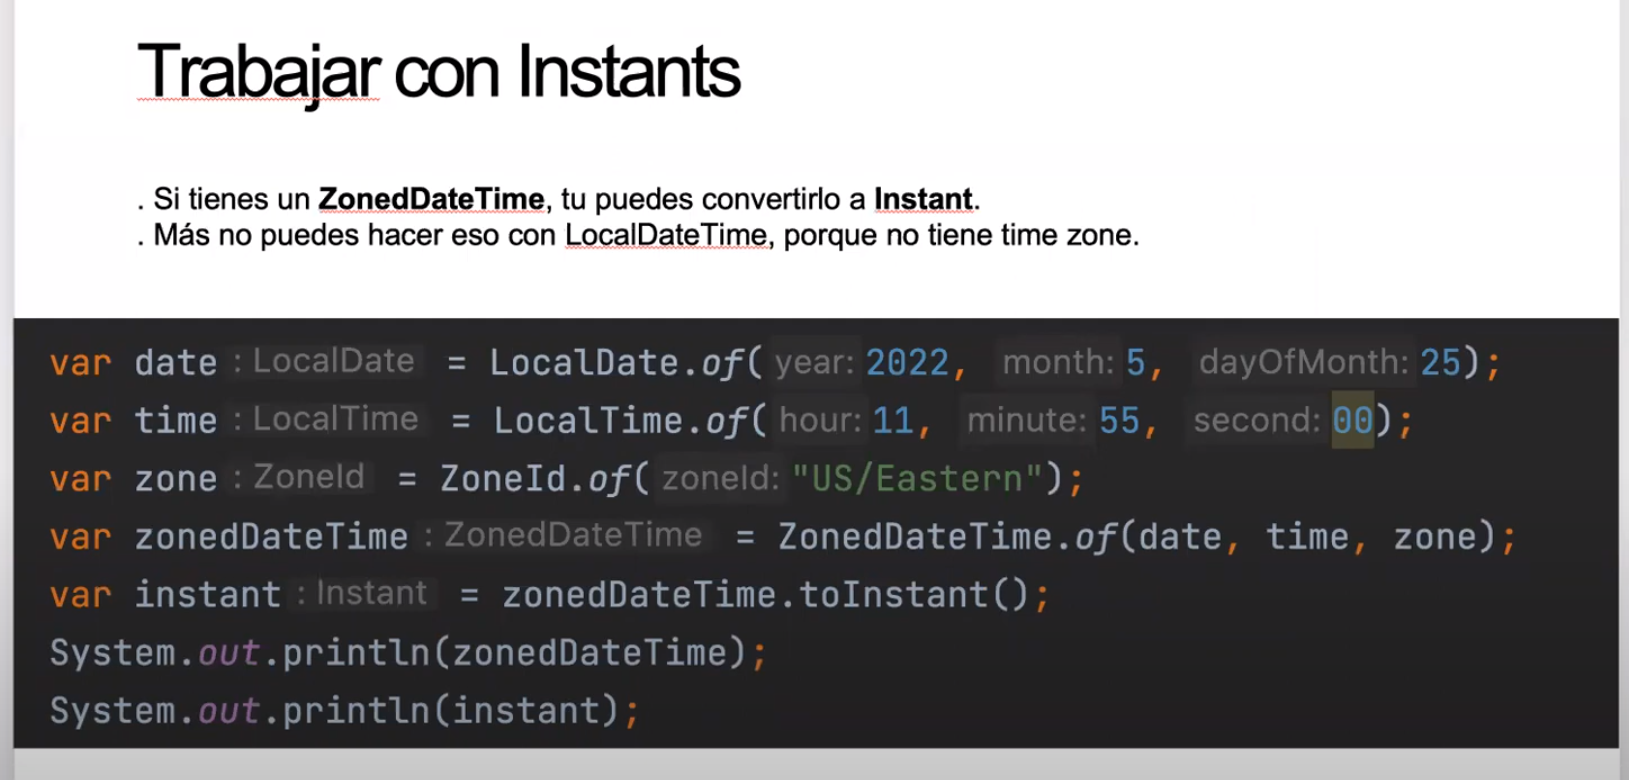 Trabajar con Instants
. Si tienes un ZonedDateTime, tu puedes convertirlo a Instant.
. Más no puedes hacer eso con LocalDateTime, porque no tiene time zone.
var date : LocalDate = LocalDate.of( year: 2022, month: 5, dayOfMonth: 25);
var time : LocalTime = LocalTime.of( hour: 11, minute: 55, second: 00);
var zone : ZoneId = ZoneId.of( zoneId: "US/Eastern");
var zonedDateTime : ZonedDateTime = ZonedDateTime.of(date, time, zone);
var instant : Instant = zonedDateTime.toInstant();
System.out.println(zonedDateTime);
System.out.println(instant);